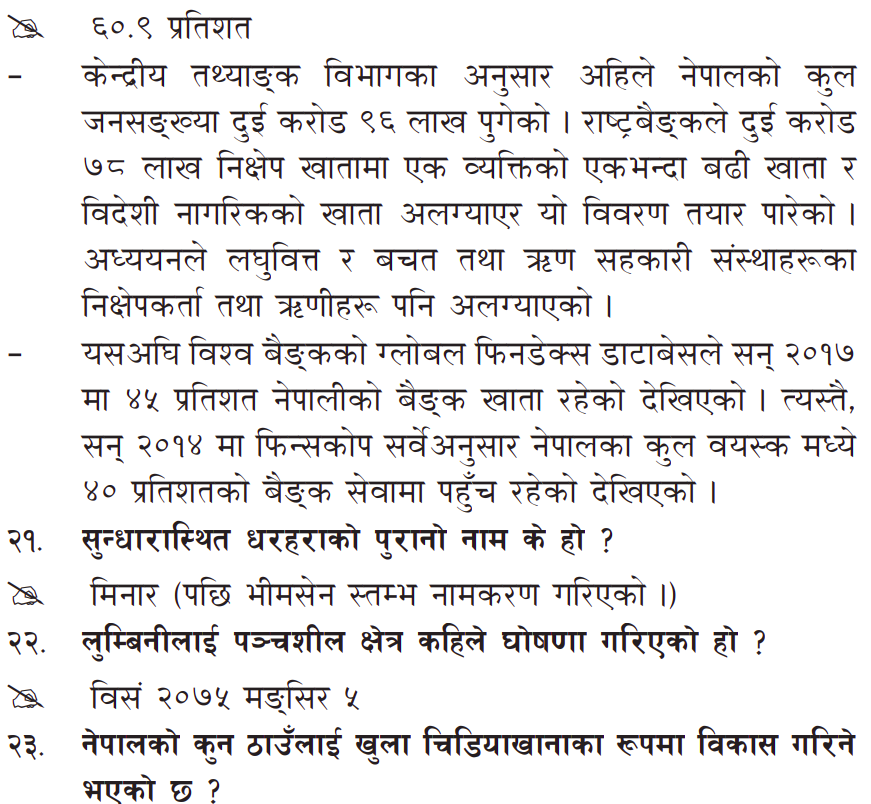 ६०.९ प्रतिशत
– केन्द्रीय तथ्याङ्क विभागका अनुसार अहिले नेपालको कुल
जनसङ्ख्या दुई करोड ९६ लाख पुगेको । राष्ट्रबैङ्कले दुई करोड
७८ लाख निक्षेप खातामा एक व्यक्तिको एकभन्दा बढी खाता र
विदेशी नागरिकको खाता अलग्याएर यो विवरण तयार पारेको ।
अध्ययनले लघुवित्त र बचत तथा ऋण सहकारी संस्थाहरूका
निक्षेपकर्ता तथा ऋणीहरू पनि अलग्याएको ।
– यसअघि विश्व बैङ्कको ग्लोबल फिनडेक्स डाटाबेसले सन् २०१७
मा ४५ प्रतिशत नेपालीको बैङ्क खाता रहेको देखिएको । त्यस्तै,
सन् २०१४ मा फिन्सकोप सर्वेअनुसार नेपालका कुल वयस्क मध्ये
४० प्रतिशतको बैङ्क सेवामा पहुँच रहेको देखिएको ।
२१. सुन्धारास्थित धरहराको पुरानो नाम के हो ?
मिनार (पछि भीमसेन स्तम्भ नामकरण गरिएको ।)
२२. लुम्बिनीलाई पञ्चशील क्षेत्र कहिले घोषणा गरिएको हो ?
विसं २०७५ मङ्सिर ५
२३. नेपालको कुन ठाउँलाई खुला चिडियाखानाका रूपमा विकास गरिने
भएको छ ?